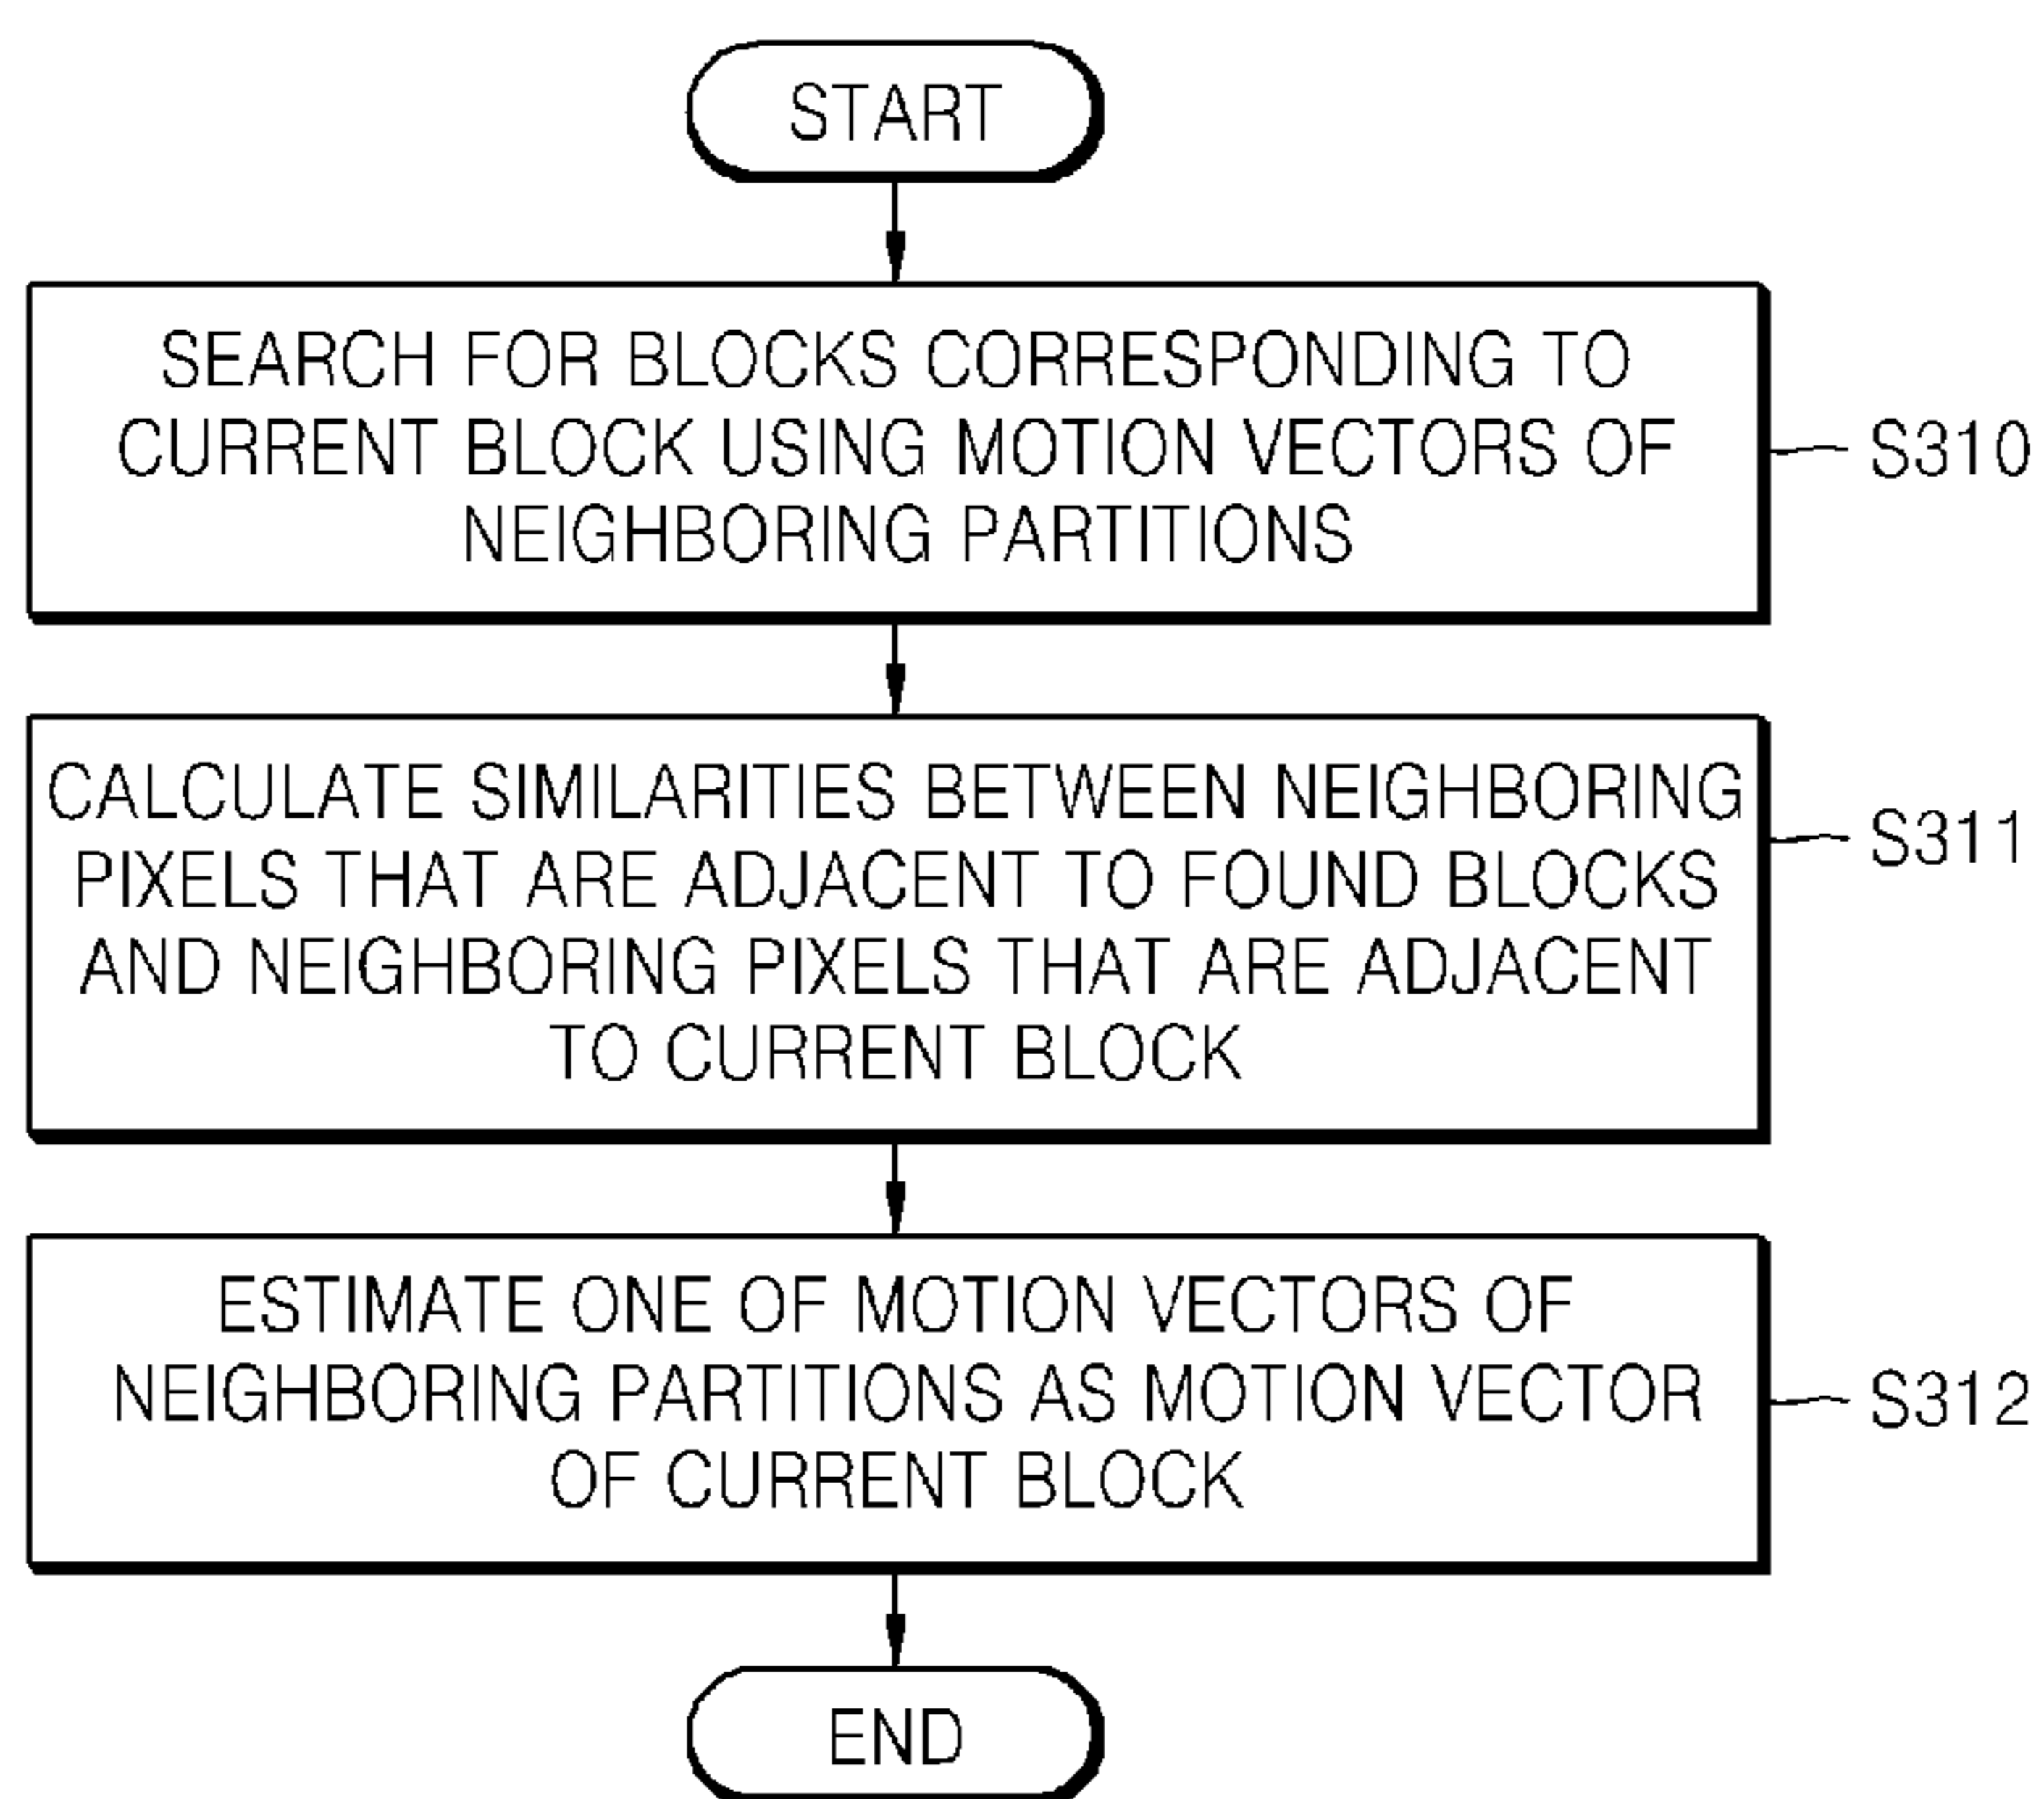 START
SEARCH FOR BLOCKS CORRESPONDING TO
CURRENT BLOCK USING MOTION VECTORS OF
NEIGHBORING PARTITIONS
S310
CALCULATE SIMILARITIES BETWEEN NEIGHBORING
PIXELS THAT ARE ADJACENT TO FOUND BLOCKS
AND NEIGHBORING PIXELS THAT ARE ADJACENT
TO CURRENT BLOCK
S311
ESTIMATE ONE OF MOTION VECTORS OF
NEIGHBORING PARTITIONS AS MOTION VECTOR
OF CURRENT BLOCK
S312
END